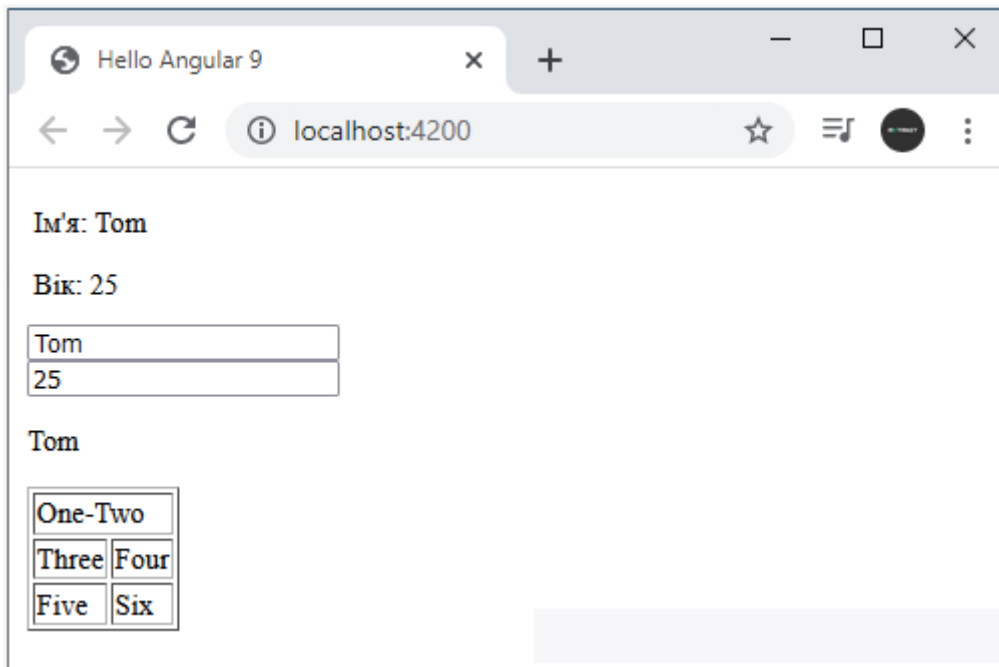 Hello Angular 9
localhost:4200
Ім'я: Tom
Вік: 25
Tom
25
Tom
One-Two
Three Four
Five Six